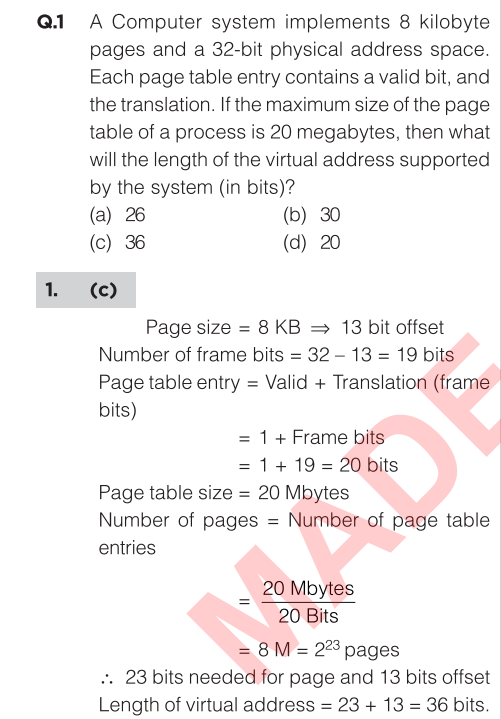 Q.1 A Computer system implements 8 kilobyte
pages and a 32-bit physical address space.
Each page table entry contains a valid bit, and
the translation. If the maximum size of the page
table of a process is 20 megabytes, then what
will the length of the virtual address supported
by the system (in bits)?
(a) 26 (b) 30
(c) 36 (d) 20
1. (c)
Page size = 8 KB ⇒ 13 bit offset
Number of frame bits = 32 – 13 = 19 bits
Page table entry = Valid + Translation (frame
bits)
= 1 + Frame bits
= 1 + 19 = 20 bits
Page table size = 20 Mbytes
Number of pages = Number of page table
entries
= 20 Mbytes / 20 Bits
= 8 M = 2²³ pages
∴ 23 bits needed for page and 13 bits offset
Length of virtual address = 23 + 13 = 36 bits.
MADE